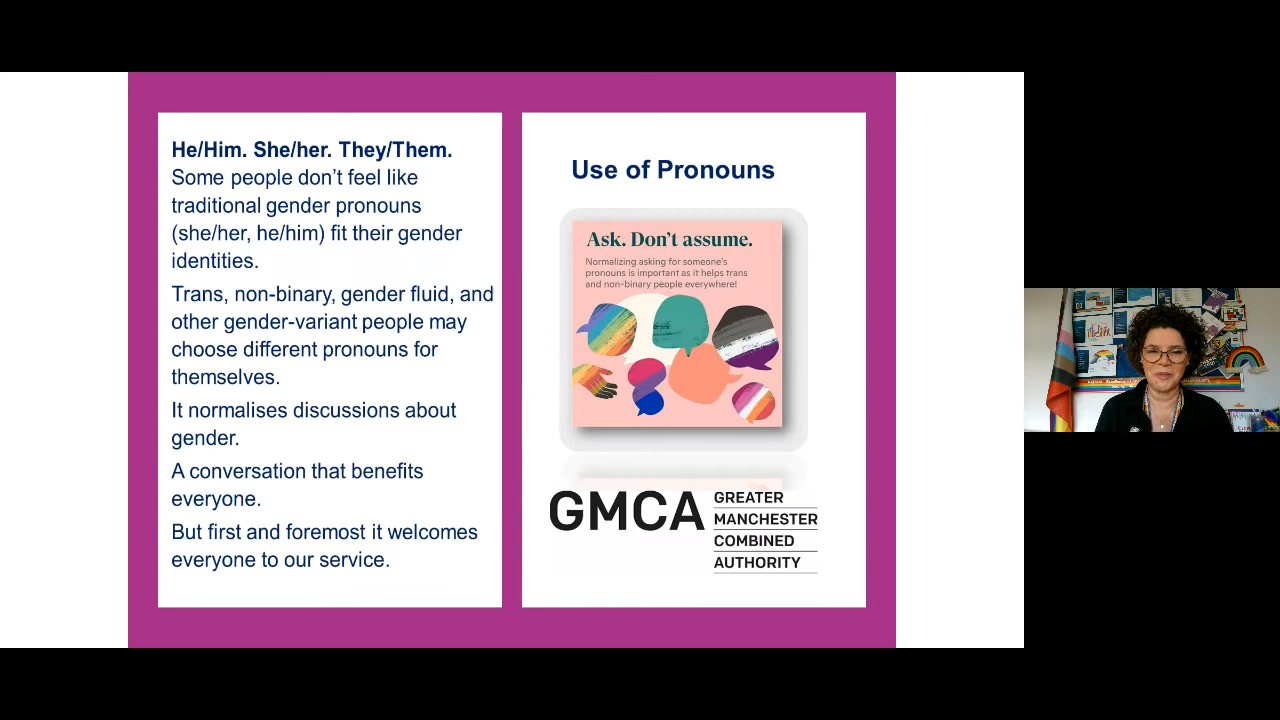 He/Him. She/her. They/Them.
Some people don’t feel like
traditional gender pronouns
(she/her, he/him) fit their gender
identities.
Trans, non-binary, gender fluid, and
other gender-variant people may
choose different pronouns for
themselves.
It normalises discussions about
gender.
A conversation that benefits
everyone.
But first and foremost it welcomes
everyone to our service.
Use of Pronouns
Ask. Don’t assume.
Normalizing asking for someone’s
pronouns is important as it helps trans
and non-binary people everywhere!
GMCA
GREATER
MANCHESTER
COMBINED
AUTHORITY